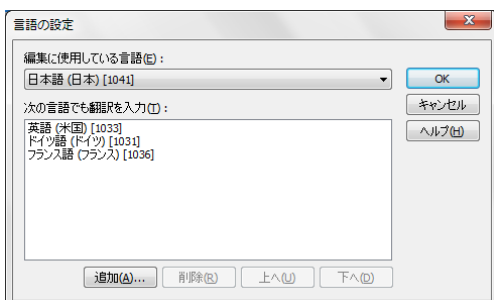 言語の設定
編集に使用している言語(E):
日本語 (日本) [1041]
OK
次の言語でも翻訳を入力(T):
キャンセル
英語 (米国) [1033]
ヘルプ(H)
ドイツ語 (ドイツ) [1031]
フランス語 (フランス) [1036]
追加(A)... 削除(R) 上へ(U) 下へ(D)